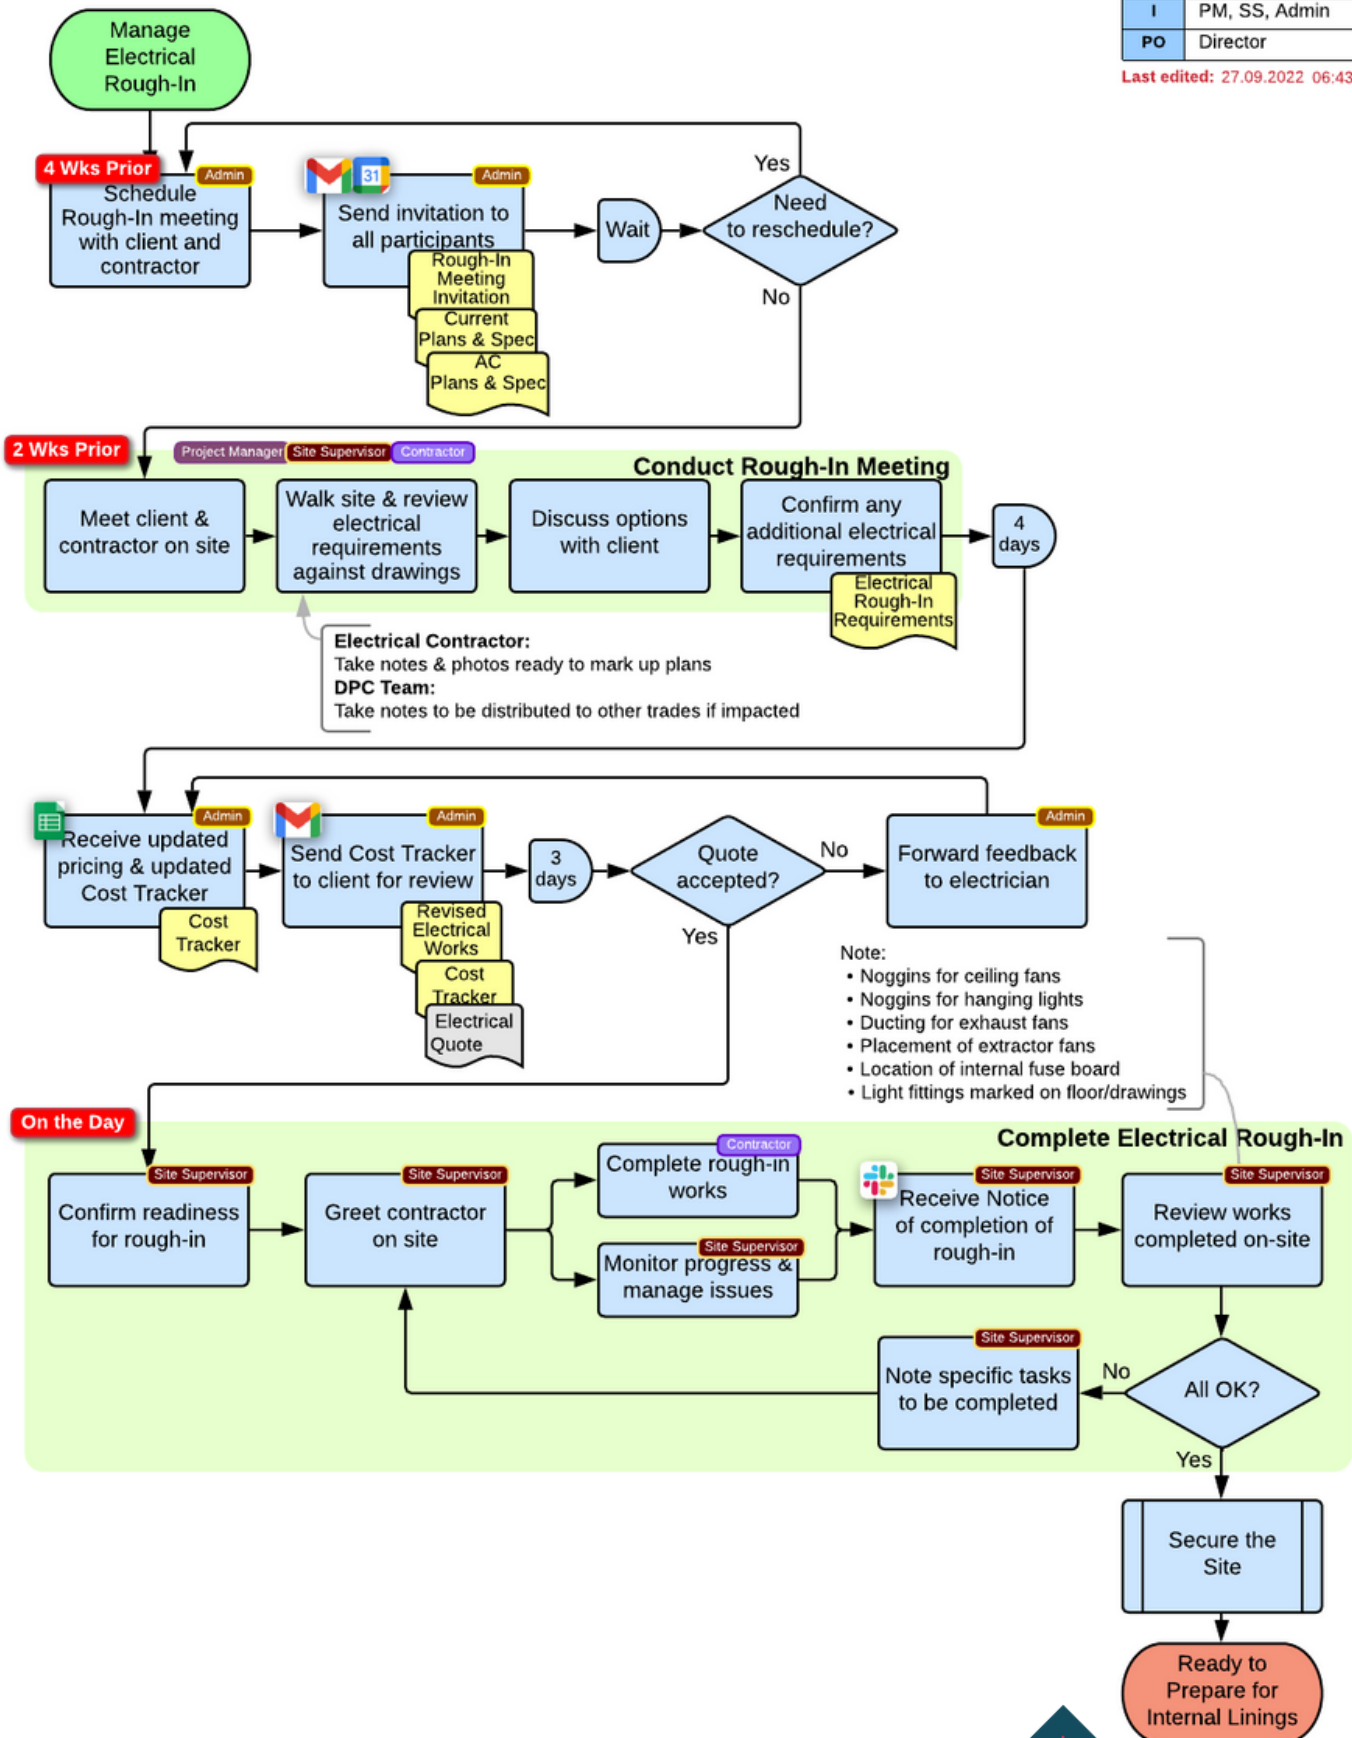 Manage
Electrical
Rough-In
I PM, SS, Admin
PO Director
Last edited: 27.09.2022 06:43
4 Wks Prior
Admin
Schedule
Rough-In meeting
with client and
contractor
31
Admin
Send invitation to
all participants
Rough-In
Meeting
Invitation
Current
Plans & Spec
AC
Plans & Spec
Wait
Yes
Need
to reschedule?
No
2 Wks Prior
Project Manager
Site Supervisor
Contractor
Conduct Rough-In Meeting
Meet client &
contractor on site
Walk site & review
electrical
requirements
against drawings
Discuss options
with client
Confirm any
additional electrical
requirements
Electrical
Rough-In
Requirements
4
days
Electrical Contractor:
Take notes & photos ready to mark up plans
DPC Team:
Take notes to be distributed to other trades if impacted
Admin
Receive updated
pricing & updated
Cost Tracker
Cost
Tracker
Admin
Send Cost Tracker
to client for review
Revised
Electrical
Works
Cost
Tracker
Electrical
Quote
3
days
Quote
accepted?
No
Yes
Admin
Forward feedback
to electrician
Note:
• Noggins for ceiling fans
• Noggins for hanging lights
• Ducting for exhaust fans
• Placement of extractor fans
• Location of internal fuse board
• Light fittings marked on floor/drawings
On the Day
Complete Electrical Rough-In
Site Supervisor
Confirm readiness
for rough-in
Site Supervisor
Greet contractor
on site
Contractor
Complete rough-in
works
Site Supervisor
Monitor progress &
manage issues
Site Supervisor
Receive Notice
of completion of
rough-in
Site Supervisor
Review works
completed on-site
Site Supervisor
Note specific tasks
to be completed
No
All OK?
Yes
Secure the
Site
Ready to
Prepare for
Internal Linings